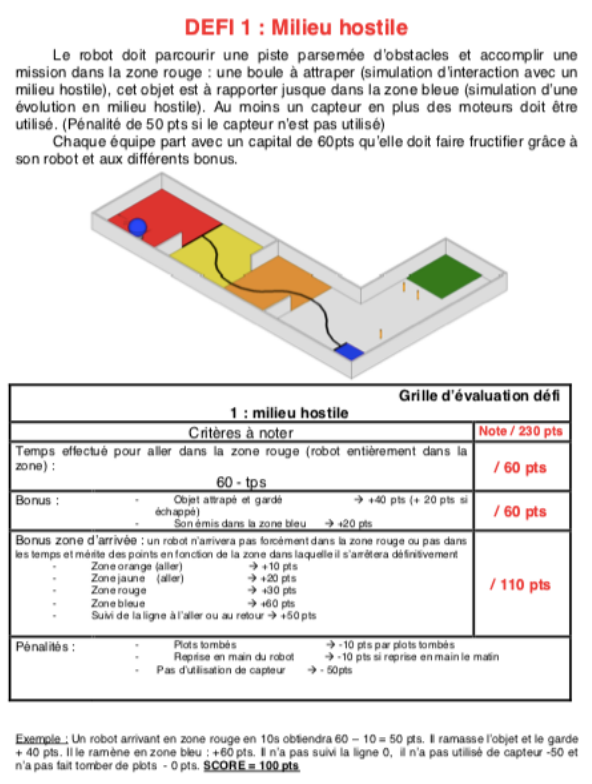 DEFI 1 : Milieu hostile
Le robot doit parcourir une piste parsemée d'obstacles et accomplir une
mission dans la zone rouge : une boule à attraper (simulation d'interaction avec un
milieu hostile), cet objet est à rapporter jusque dans la zone bleue (simulation d'une
évolution en milieu hostile). Au moins un capteur en plus des moteurs doit être
utilisé. (Pénalité de 50 pts si le capteur n'est pas utilisé)
Chaque équipe part avec un capital de 60pts qu'elle doit faire fructifier grâce à
son robot et aux différents bonus.
Grille d'évaluation défi
1 : milieu hostile
Critères à noter
Note / 230 pts
Temps effectué pour aller dans la zone rouge (robot entièrement dans la
zone) :
60 - tps
/ 60 pts
Bonus :
- Objet attrapé et gardé → +40 pts (+ 20 pts si
échappé)
- Son émis dans la zone bleu → +20 pts
/ 60 pts
Bonus zone d'arrivée : un robot n'arrivera pas forcément dans la zone rouge ou pas dans
les temps et mérite des points en fonction de la zone dans laquelle il s'arrêtera définitivement
- Zone orange (aller) → +10 pts
- Zone jaune (aller) → +20 pts
- Zone rouge → +30 pts
- Zone bleue → +60 pts
- Suivi de la ligne à l'aller ou au retour → +50 pts
/ 110 pts
Pénalités :
- Plots tombés → -10 pts par plots tombés
- Reprise en main du robot → -10 pts si reprise en main le matin
- Pas d'utilisation de capteur → - 50pts
Exemple : Un robot arrivant en zone rouge en 10s obtiendra 60 – 10 = 50 pts. Il ramasse l'objet et le garde
+ 40 pts. Il le ramène en zone bleu : +60 pts. Il n'a pas suivi la ligne 0, il n'a pas utilisé de capteur -50 et
n'a pas fait tomber de plots - 0 pts. SCORE = 100 pts